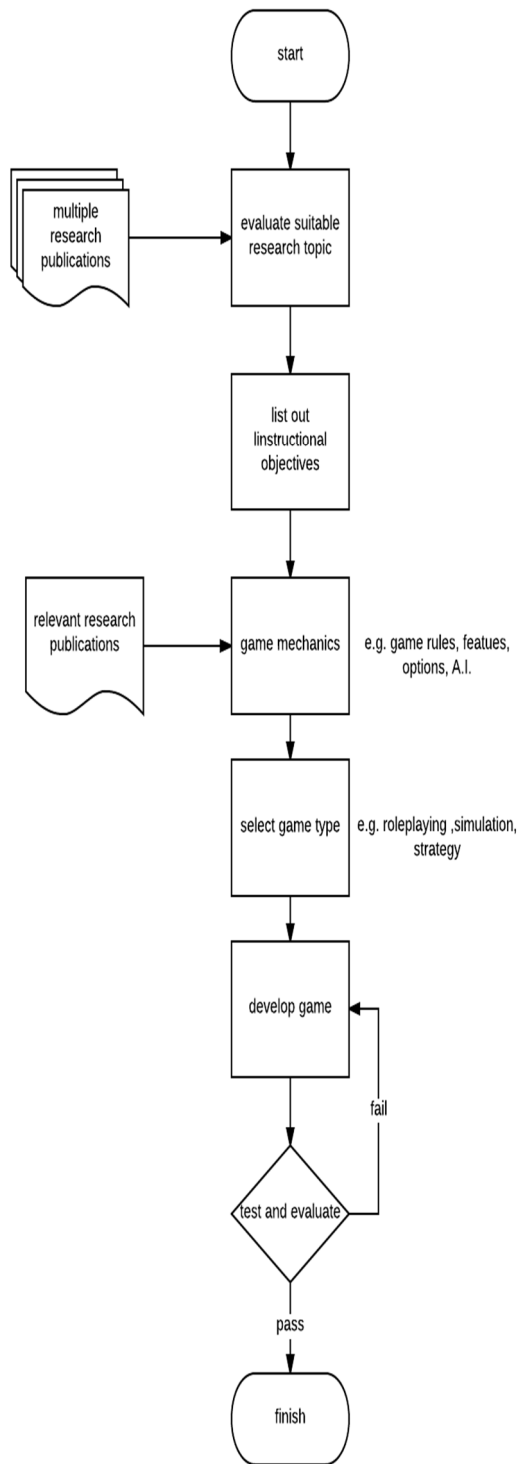 start
multiple
research
publications
evaluate suitable
research topic
list out
linstructional
objectives
relevant research
publications
game mechanics
e.g. game rules, featues,
options, A.I.
select game type
e.g. roleplaying ,simulation,
strategy
develop game
fail
test and evaluate
pass
finish